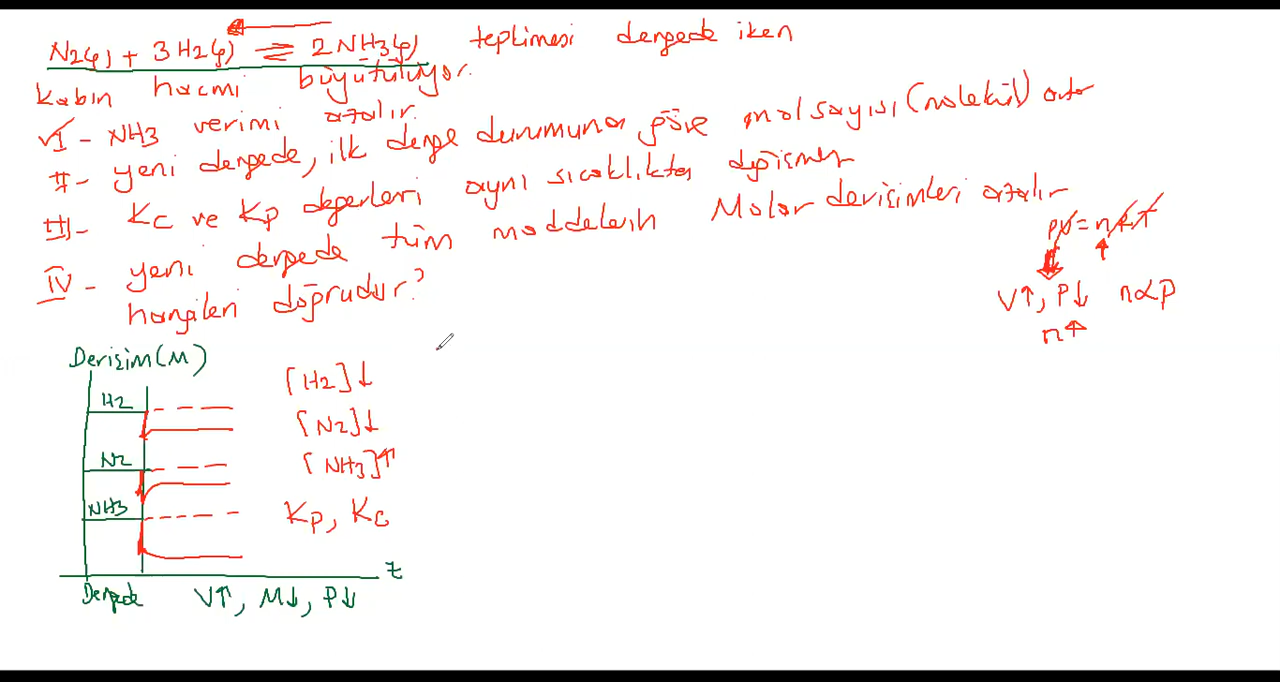 N2(g) + 3H2(g) ⇌ 2NH3(g) tepkimesi dengede iken
kabın hacmi büyütülüyor.
I- NH3 verimi azalır.
II- yeni dengede, ilk denge durumuna göre mol sayısı (molekül) artar
III- Kc ve Kp değerleri aynı sıcaklıkta değişmez
IV- yeni dengede tüm maddelerin Molar derişimleri azalır
hangileri doğrudur?
PV = nRT
V↑, P↓ n∝P
n↑
Derişim(M)
H2
N2
NH3
[H2]↓
[N2]↓
[NH3]↑
Kp, Kc
t
Dengede V↑, M↓, P↓